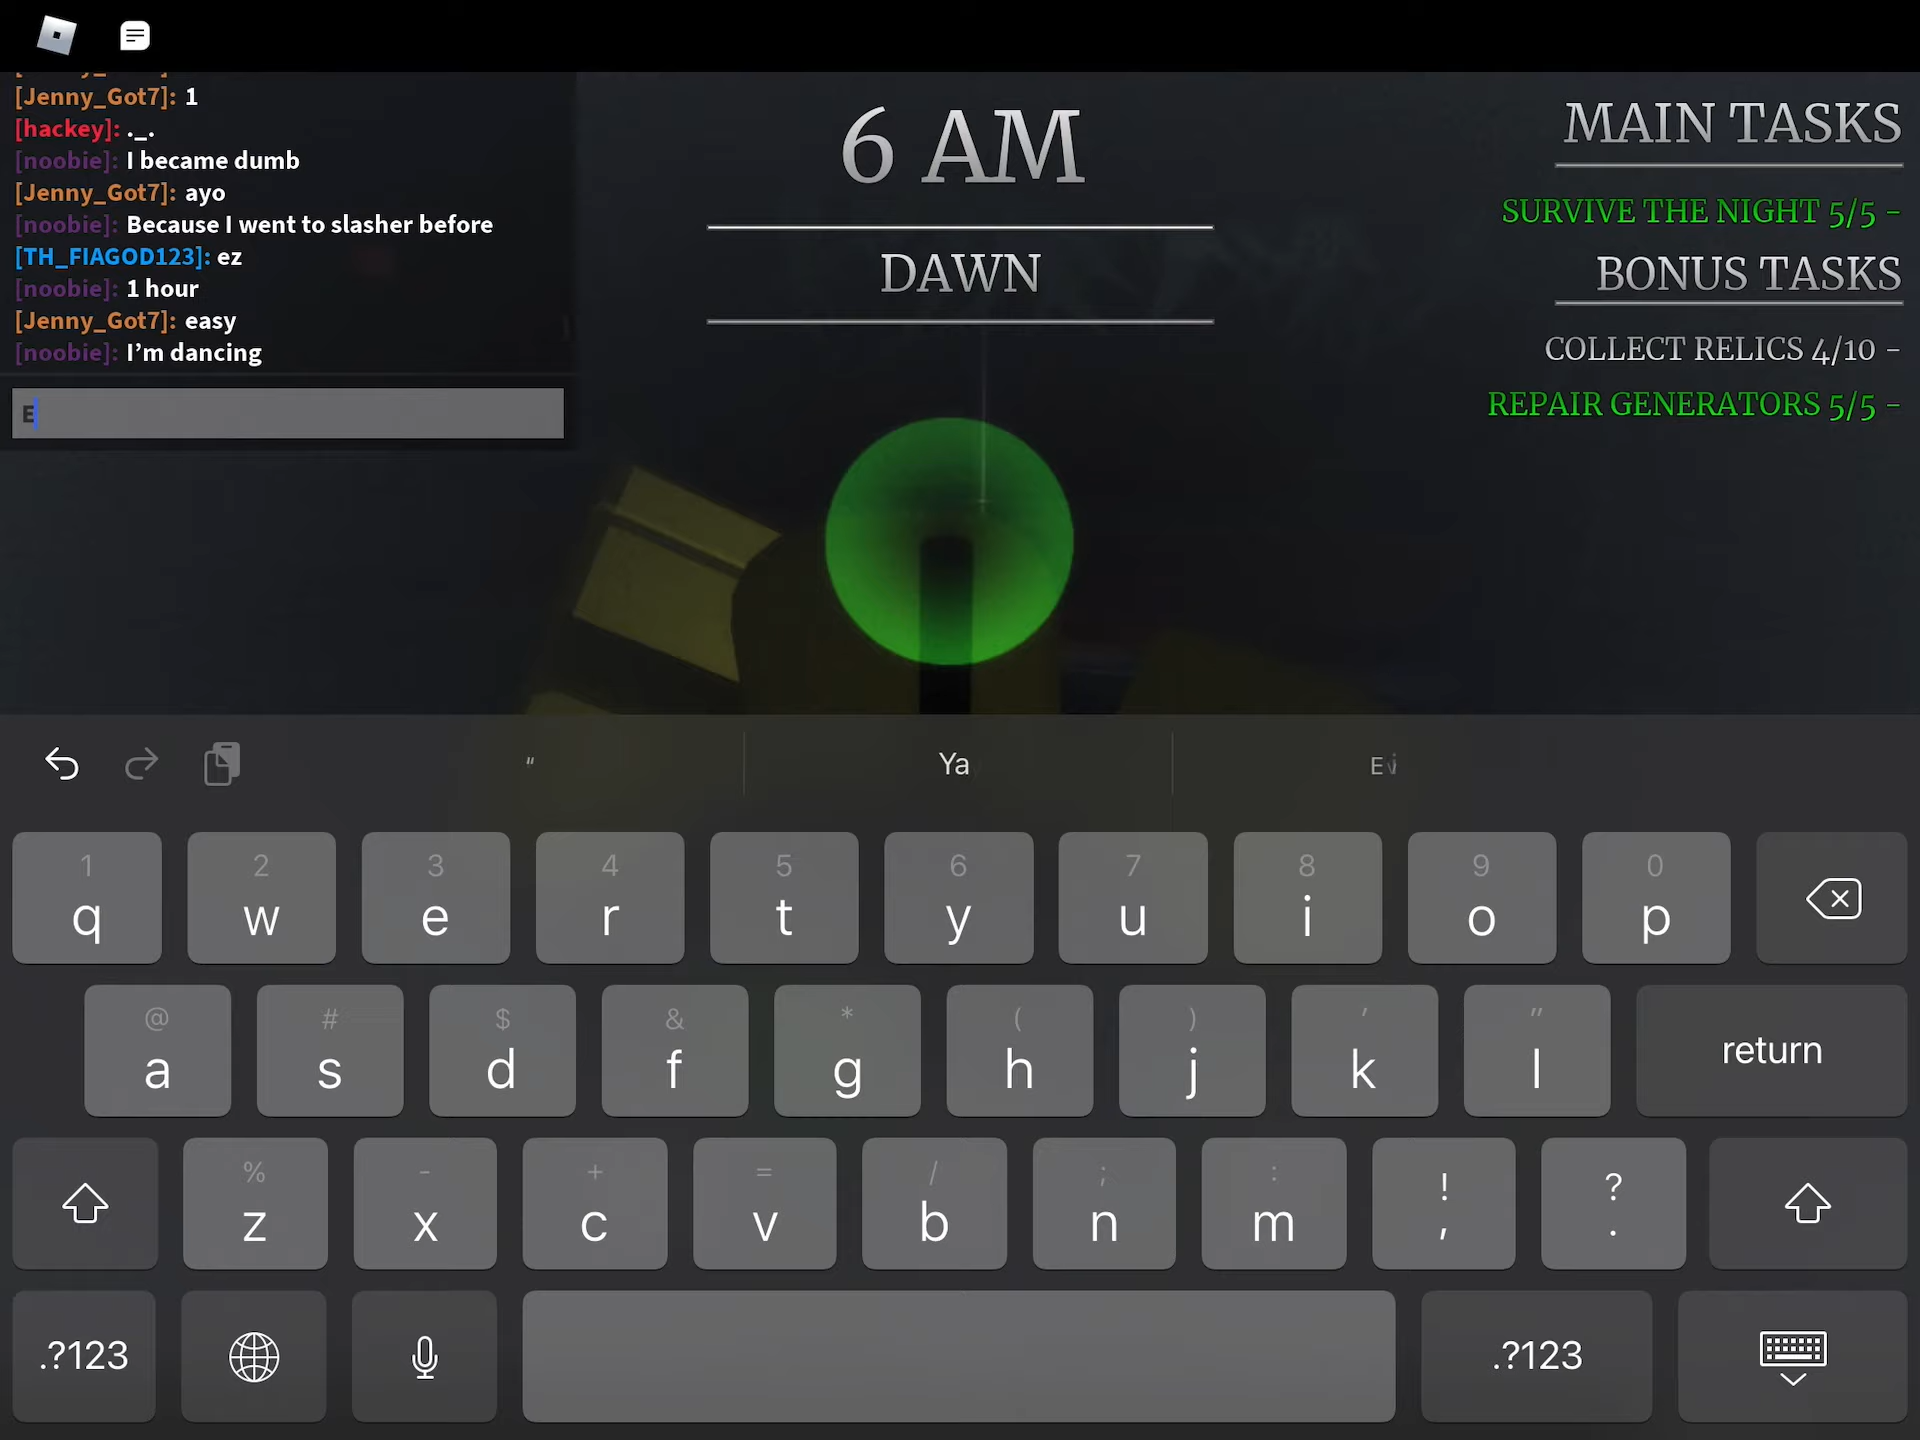 [Jenny_Got7]: 1
[hackey]: ._.
[noobie]: I became dumb
[Jenny_Got7]: ayo
[noobie]: Because I went to slasher before
[TH_FIAGOD123]: ez
[noobie]: 1 hour
[Jenny_Got7]: easy
[noobie]: I’m dancing
E
6 AM
DAWN
MAIN TASKS
SURVIVE THE NIGHT 5/5 -
BONUS TASKS
COLLECT RELICS 4/10 -
REPAIR GENERATORS 5/5 -
“ Ya
1 2 3 4 5 6 7 8 9 0
q w e r t y u i o p
@ # $ & * ( ) ' "
a s d f g h j k l return
% - + = / ; : ! ?
z x c v b n m , .
.?123 .?123